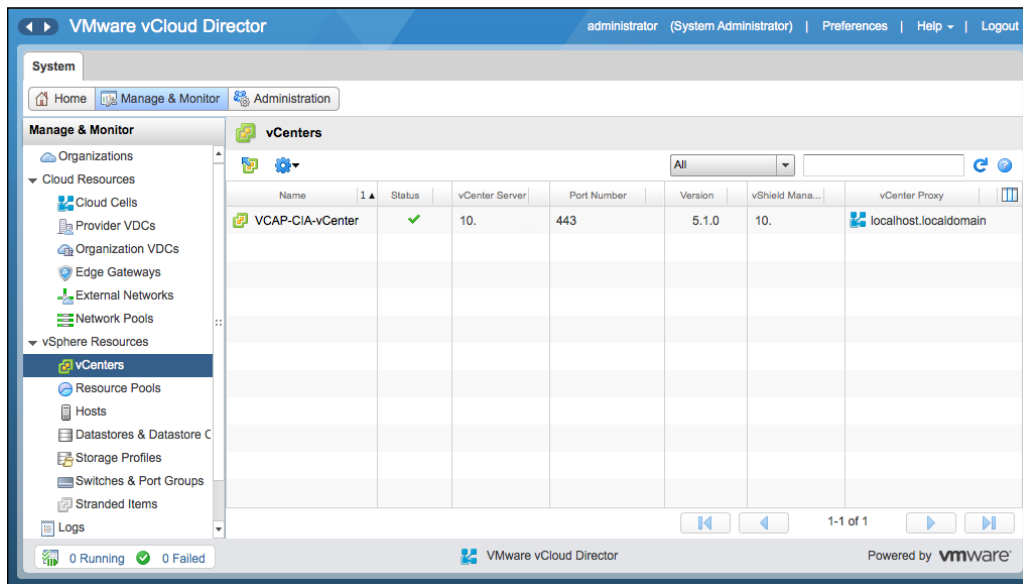 VMware vCloud Director
administrator (System Administrator) | Preferences | Help | Logout
System
Home Manage & Monitor Administration
Manage & Monitor
Organizations
Cloud Resources
Cloud Cells
Provider VDCs
Organization VDCs
Edge Gateways
External Networks
Network Pools
vSphere Resources
vCenters
Resource Pools
Hosts
Datastores & Datastore C
Storage Profiles
Switches & Port Groups
Stranded Items
Logs
vCenters
All
Name 1 ▲ Status vCenter Server Port Number Version vShield Mana... vCenter Proxy
VCAP-CIA-vCenter 10. 443 5.1.0 10. localhost.localdomain
1-1 of 1
0 Running 0 Failed
VMware vCloud Director
Powered by vmware